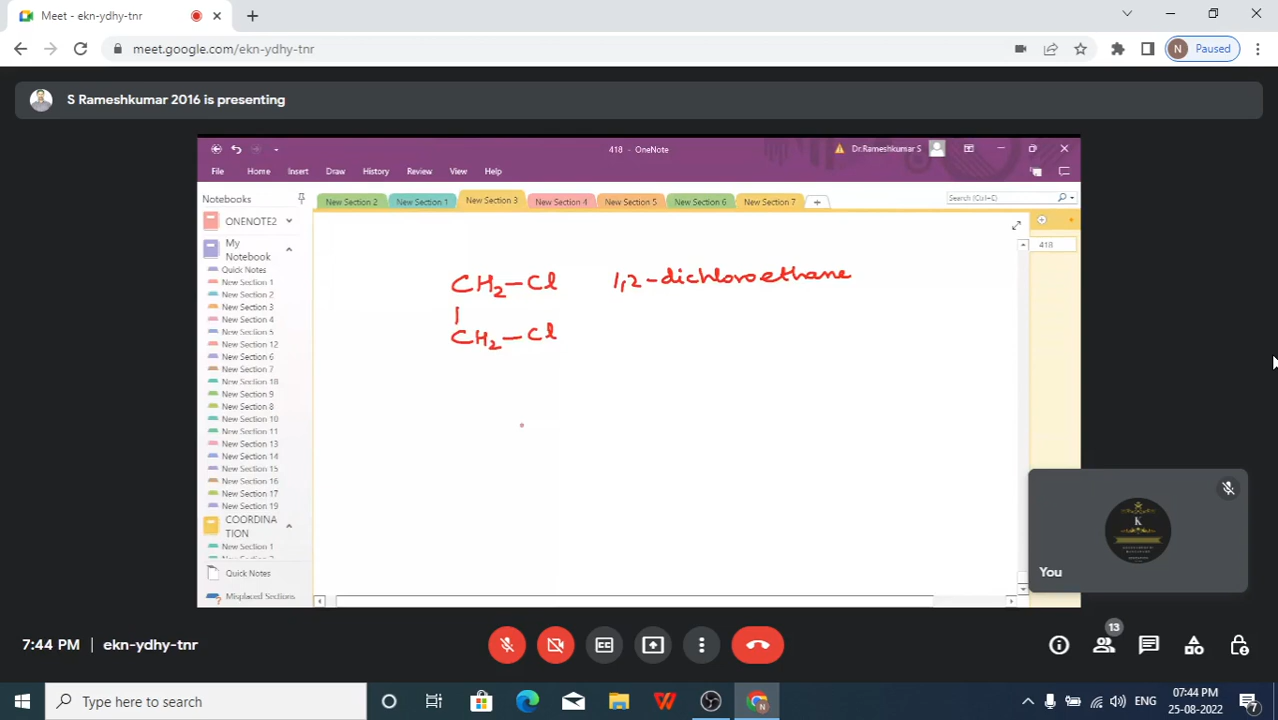 Meet - ekn-ydhy-tnr
meet.google.com/ekn-ydhy-tnr
N Paused
S Rameshkumar 2016 is presenting
418 - OneNote
Dr.Rameshkumar S
File Home Insert Draw History Review View Help
Notebooks
New Section 2 New Section 1 New Section 3 New Section 4 New Section 5 New Section 6 New Section 7
Search (Ctrl+E)
ONENOTE2
My
Notebook
Quick Notes
New Section 1
New Section 2
New Section 3
New Section 4
New Section 5
New Section 12
New Section 6
New Section 7
New Section 18
New Section 9
New Section 8
New Section 10
New Section 11
New Section 13
New Section 14
New Section 15
New Section 16
New Section 17
New Section 19
COORDINA
TION
New Section 1
Quick Notes
Misplaced Sections
418
CH2-Cl 1,2-dichloroethane
|
CH2-Cl
K
You
7:44 PM | ekn-ydhy-tnr
CC
13
Type here to search
N
ENG
07:44 PM
25-08-2022
7